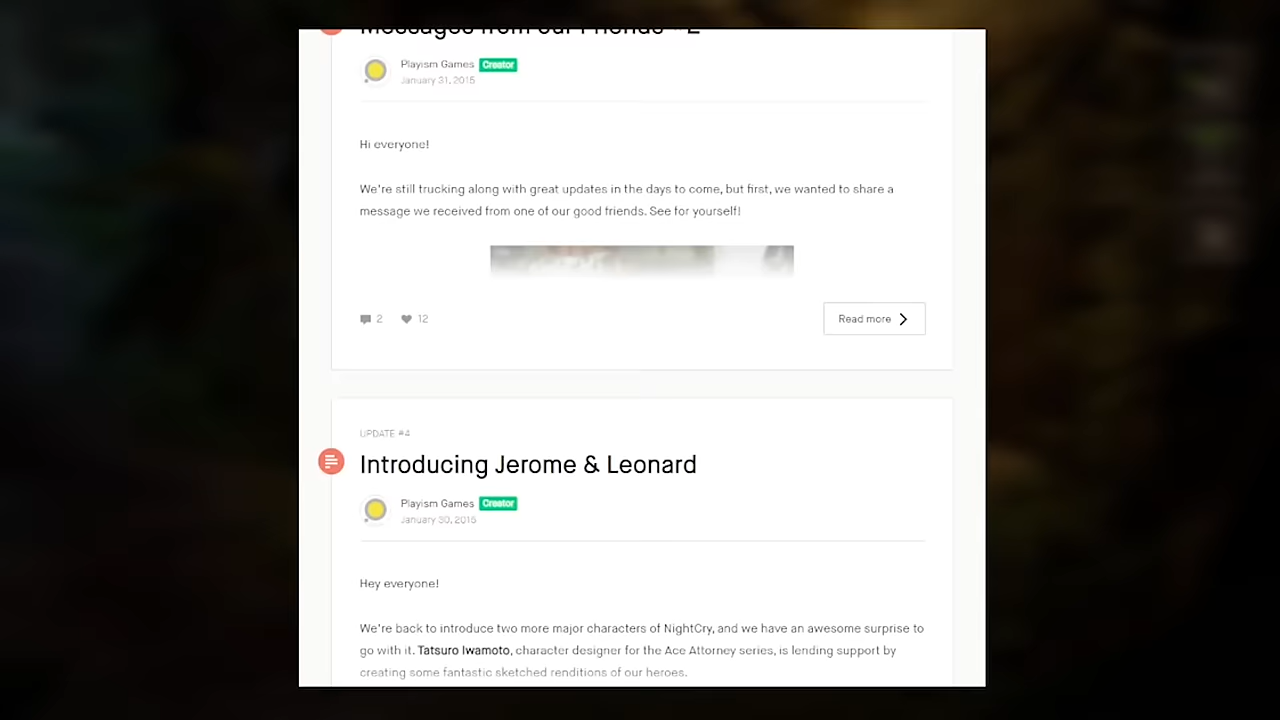 Messages from our Friends #2
Playism Games Creator
January 31, 2015
Hi everyone!
We're still trucking along with great updates in the days to come, but first, we wanted to share a
message we received from one of our good friends. See for yourself!
2 12
Read more
UPDATE #4
Introducing Jerome & Leonard
Playism Games Creator
January 30, 2015
Hey everyone!
We're back to introduce two more major characters of NightCry, and we have an awesome surprise to
go with it. Tatsuro Iwamoto, character designer for the Ace Attorney series, is lending support by
creating some fantastic sketched renditions of our heroes.